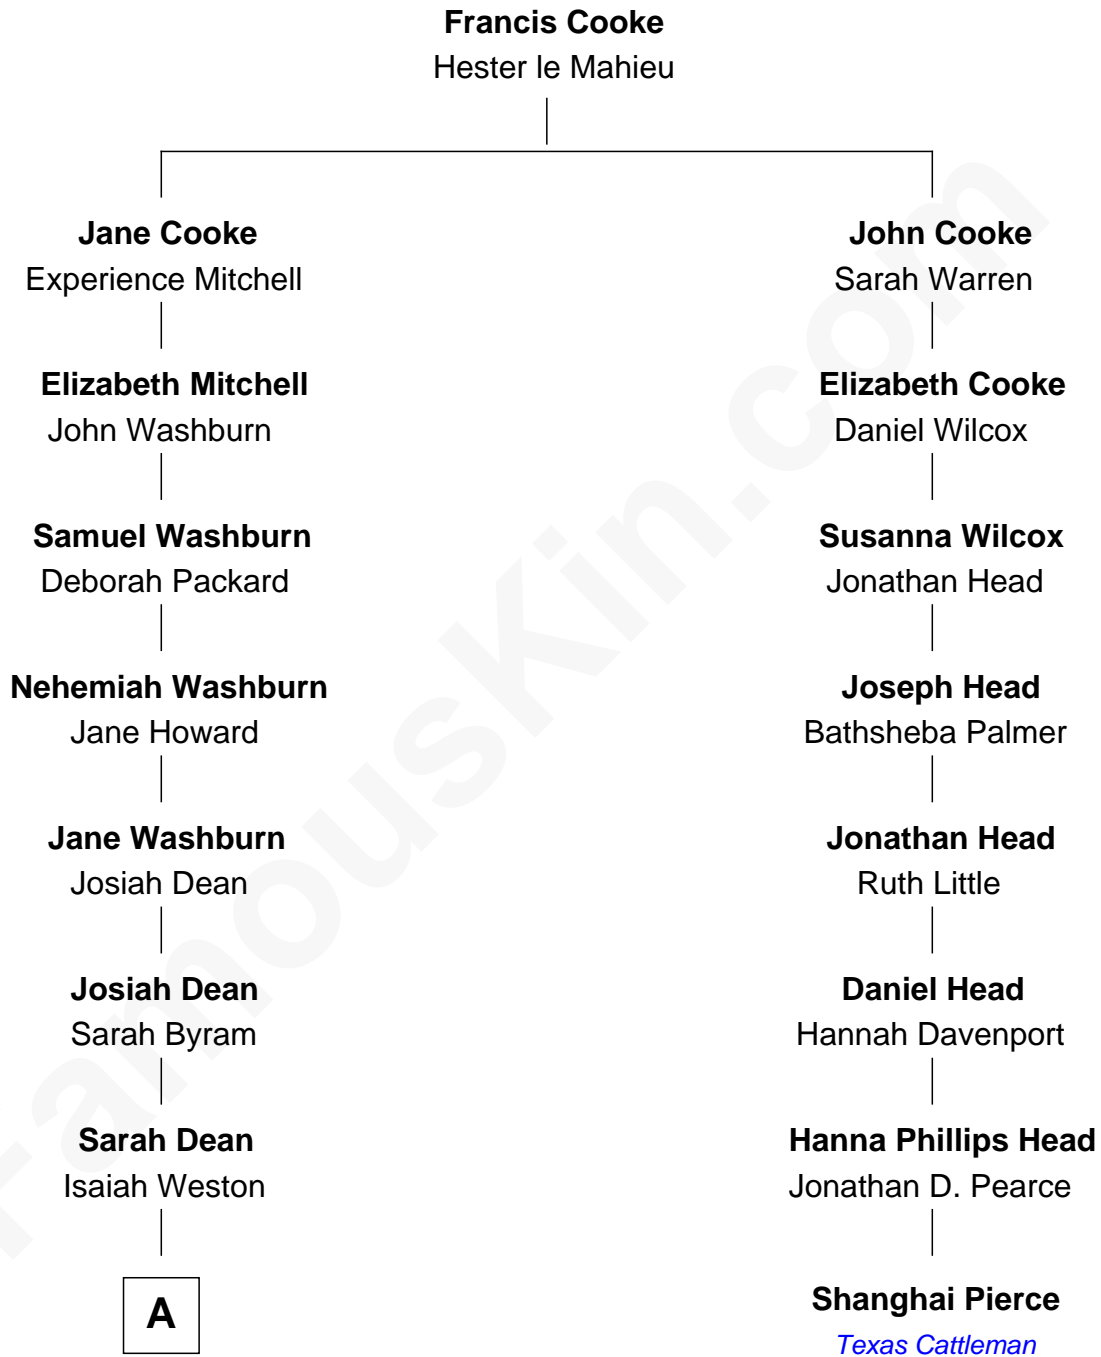 Francis Cooke
Hester le Mahieu
Jane Cooke
Experience Mitchell
John Cooke
Sarah Warren
Elizabeth Mitchell
John Washburn
Elizabeth Cooke
Daniel Wilcox
Samuel Washburn
Deborah Packard
Susanna Wilcox
Jonathan Head
Nehemiah Washburn
Jane Howard
Joseph Head
Bathsheba Palmer
Jane Washburn
Josiah Dean
Jonathan Head
Ruth Little
Josiah Dean
Sarah Byram
Daniel Head
Hannah Davenport
Sarah Dean
Isaiah Weston
Hanna Phillips Head
Jonathan D. Pearce
A
Shanghai Pierce
Texas Cattleman
FamousKin.com